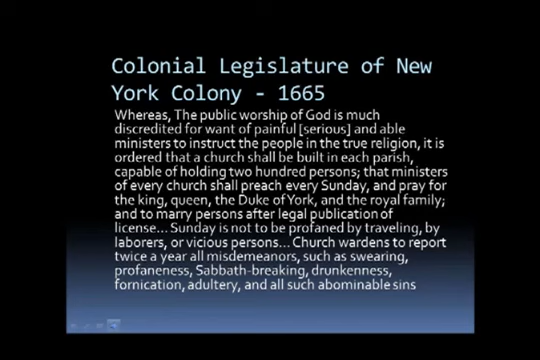 Colonial Legislature of New
York Colony - 1665
Whereas, The public worship of God is much
discredited for want of painful [serious] and able
ministers to instruct the people in the true religion, it is
ordered that a church shall be built in each parish,
capable of holding two hundred persons; that ministers
of every church shall preach every Sunday, and pray for
the king, queen, the Duke of York, and the royal family;
and to marry persons after legal publication of
license... Sunday is not to be profaned by traveling, by
laborers, or vicious persons... Church wardens to report
twice a year all misdemeanors, such as swearing,
profaneness, Sabbath-breaking, drunkenness,
fornication, adultery, and all such abominable sins